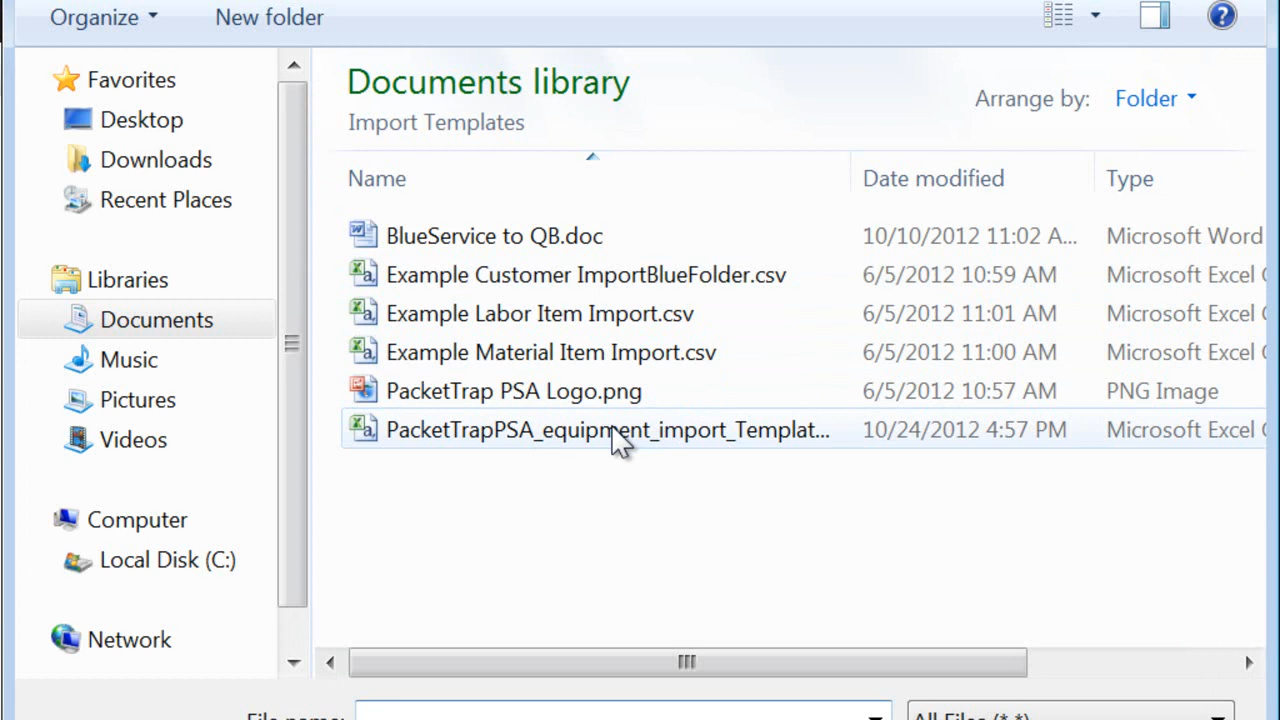 Organize New folder
Documents library
Import Templates
Arrange by: Folder
Favorites
Desktop
Downloads
Recent Places
Libraries
Documents
Music
Pictures
Videos
Computer
Local Disk (C:)
Network
Name Date modified Type
BlueService to QB.doc 10/10/2012 11:02 A... Microsoft Word
Example Customer ImportBlueFolder.csv 6/5/2012 10:59 AM Microsoft Excel C
Example Labor Item Import.csv 6/5/2012 11:01 AM Microsoft Excel C
Example Material Item Import.csv 6/5/2012 11:00 AM Microsoft Excel C
PacketTrap PSA Logo.png 6/5/2012 10:57 AM PNG Image
PacketTrapPSA_equipment_import_Templat... 10/24/2012 4:57 PM Microsoft Excel C
File name: All Files (*.*)